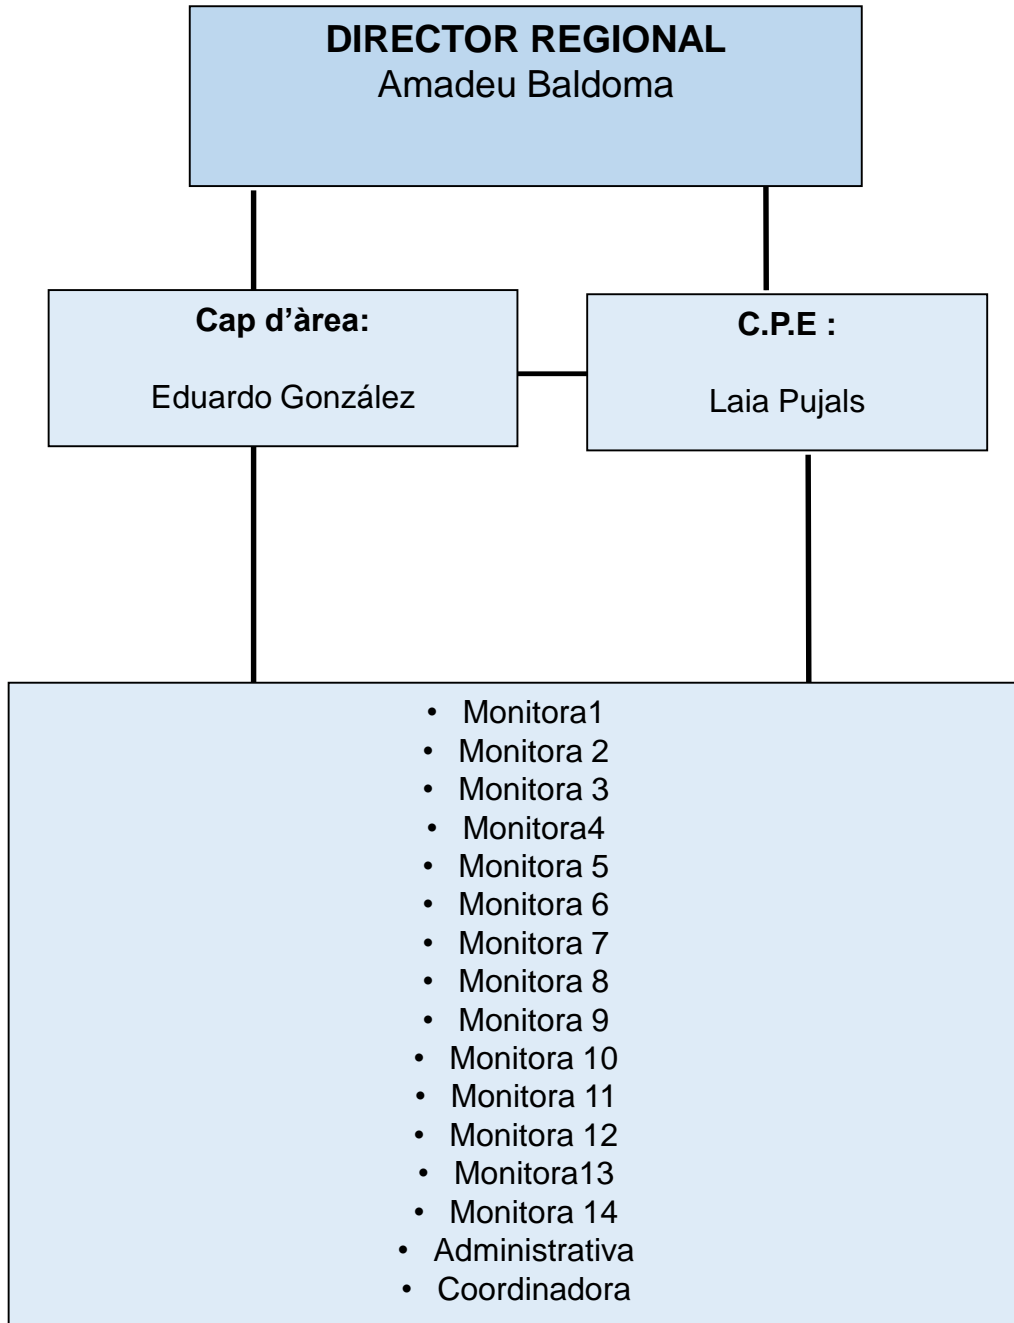 DIRECTOR REGIONAL
Amadeu Baldoma
Cap d’àrea:
Eduardo González
C.P.E :
Laia Pujals
• Monitora1
• Monitora 2
• Monitora 3
• Monitora4
• Monitora 5
• Monitora 6
• Monitora 7
• Monitora 8
• Monitora 9
• Monitora 10
• Monitora 11
• Monitora 12
• Monitora13
• Monitora 14
• Administrativa
• Coordinadora